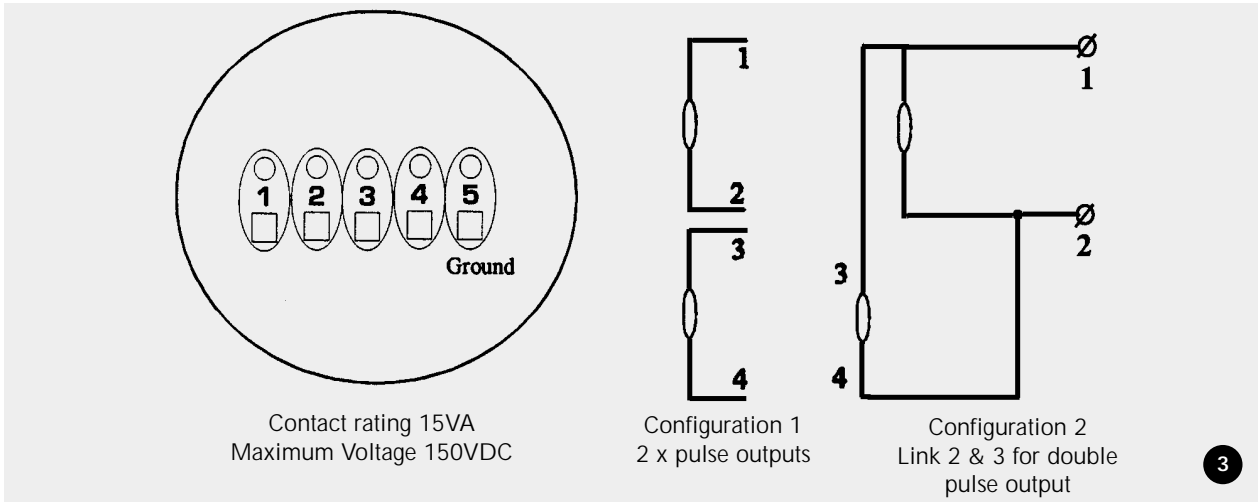 1 2 3 4 5
Ground
Contact rating 15VA
Maximum Voltage 150VDC
1
2
3
4
Configuration 1
2 x pulse outputs
1
2
3
4
Configuration 2
Link 2 & 3 for double
pulse output
3